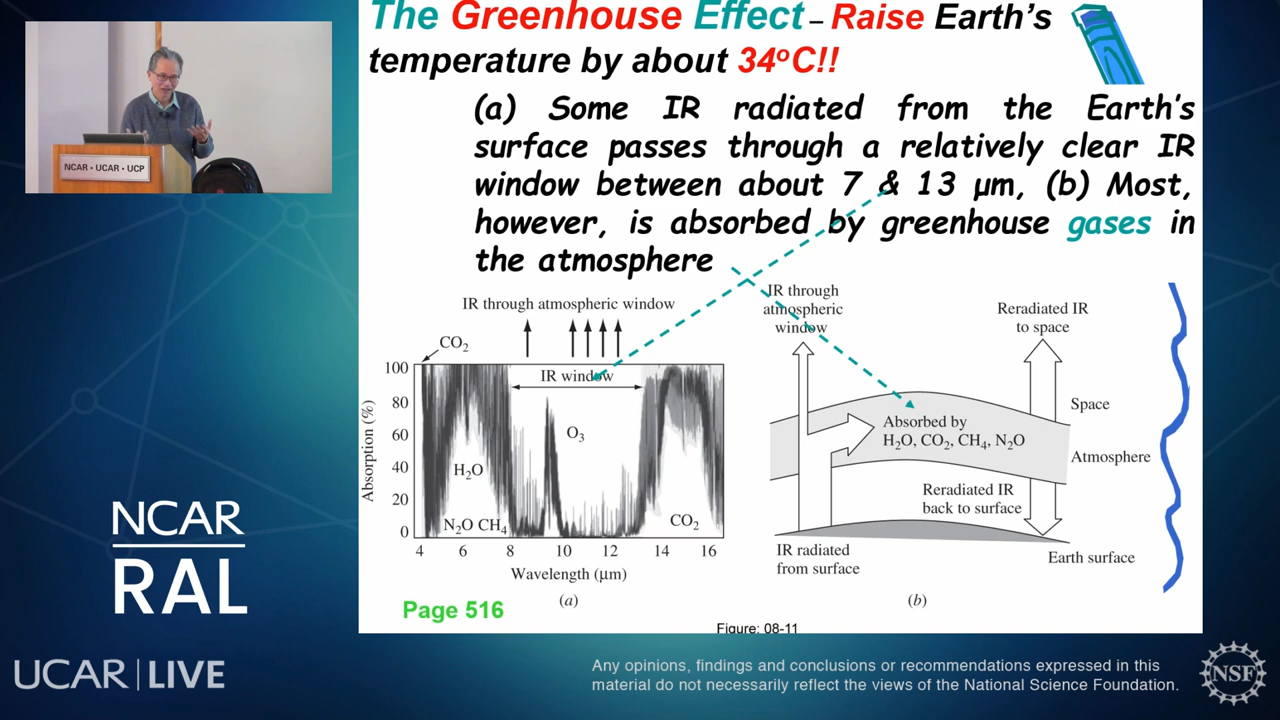 The Greenhouse Effect – Raise Earth's
temperature by about 34ºC!!
(a) Some IR radiated from the Earth's
surface passes through a relatively clear IR
window between about 7 & 13 µm, (b) Most,
however, is absorbed by greenhouse gases in
the atmosphere
NCAR • UCAR • UCP
IR through atmospheric window
CO₂
100
80
60
40
20
0
Absorption (%)
IR window
O₃
H₂O
N₂O CH₄
CO₂
4 6 8 10 12 14 16
Wavelength (µm)
(a)
IR through
atmospheric
window
Reradiated IR
to space
Space
Absorbed by
H₂O, CO₂, CH₄, N₂O
Atmosphere
Reradiated IR
back to surface
IR radiated
from surface
Earth surface
(b)
Page 516
Figure: 08-11
NCAR
RAL
UCAR | LIVE
Any opinions, findings and conclusions or recommendations expressed in this
material do not necessarily reflect the views of the National Science Foundation.
NSF